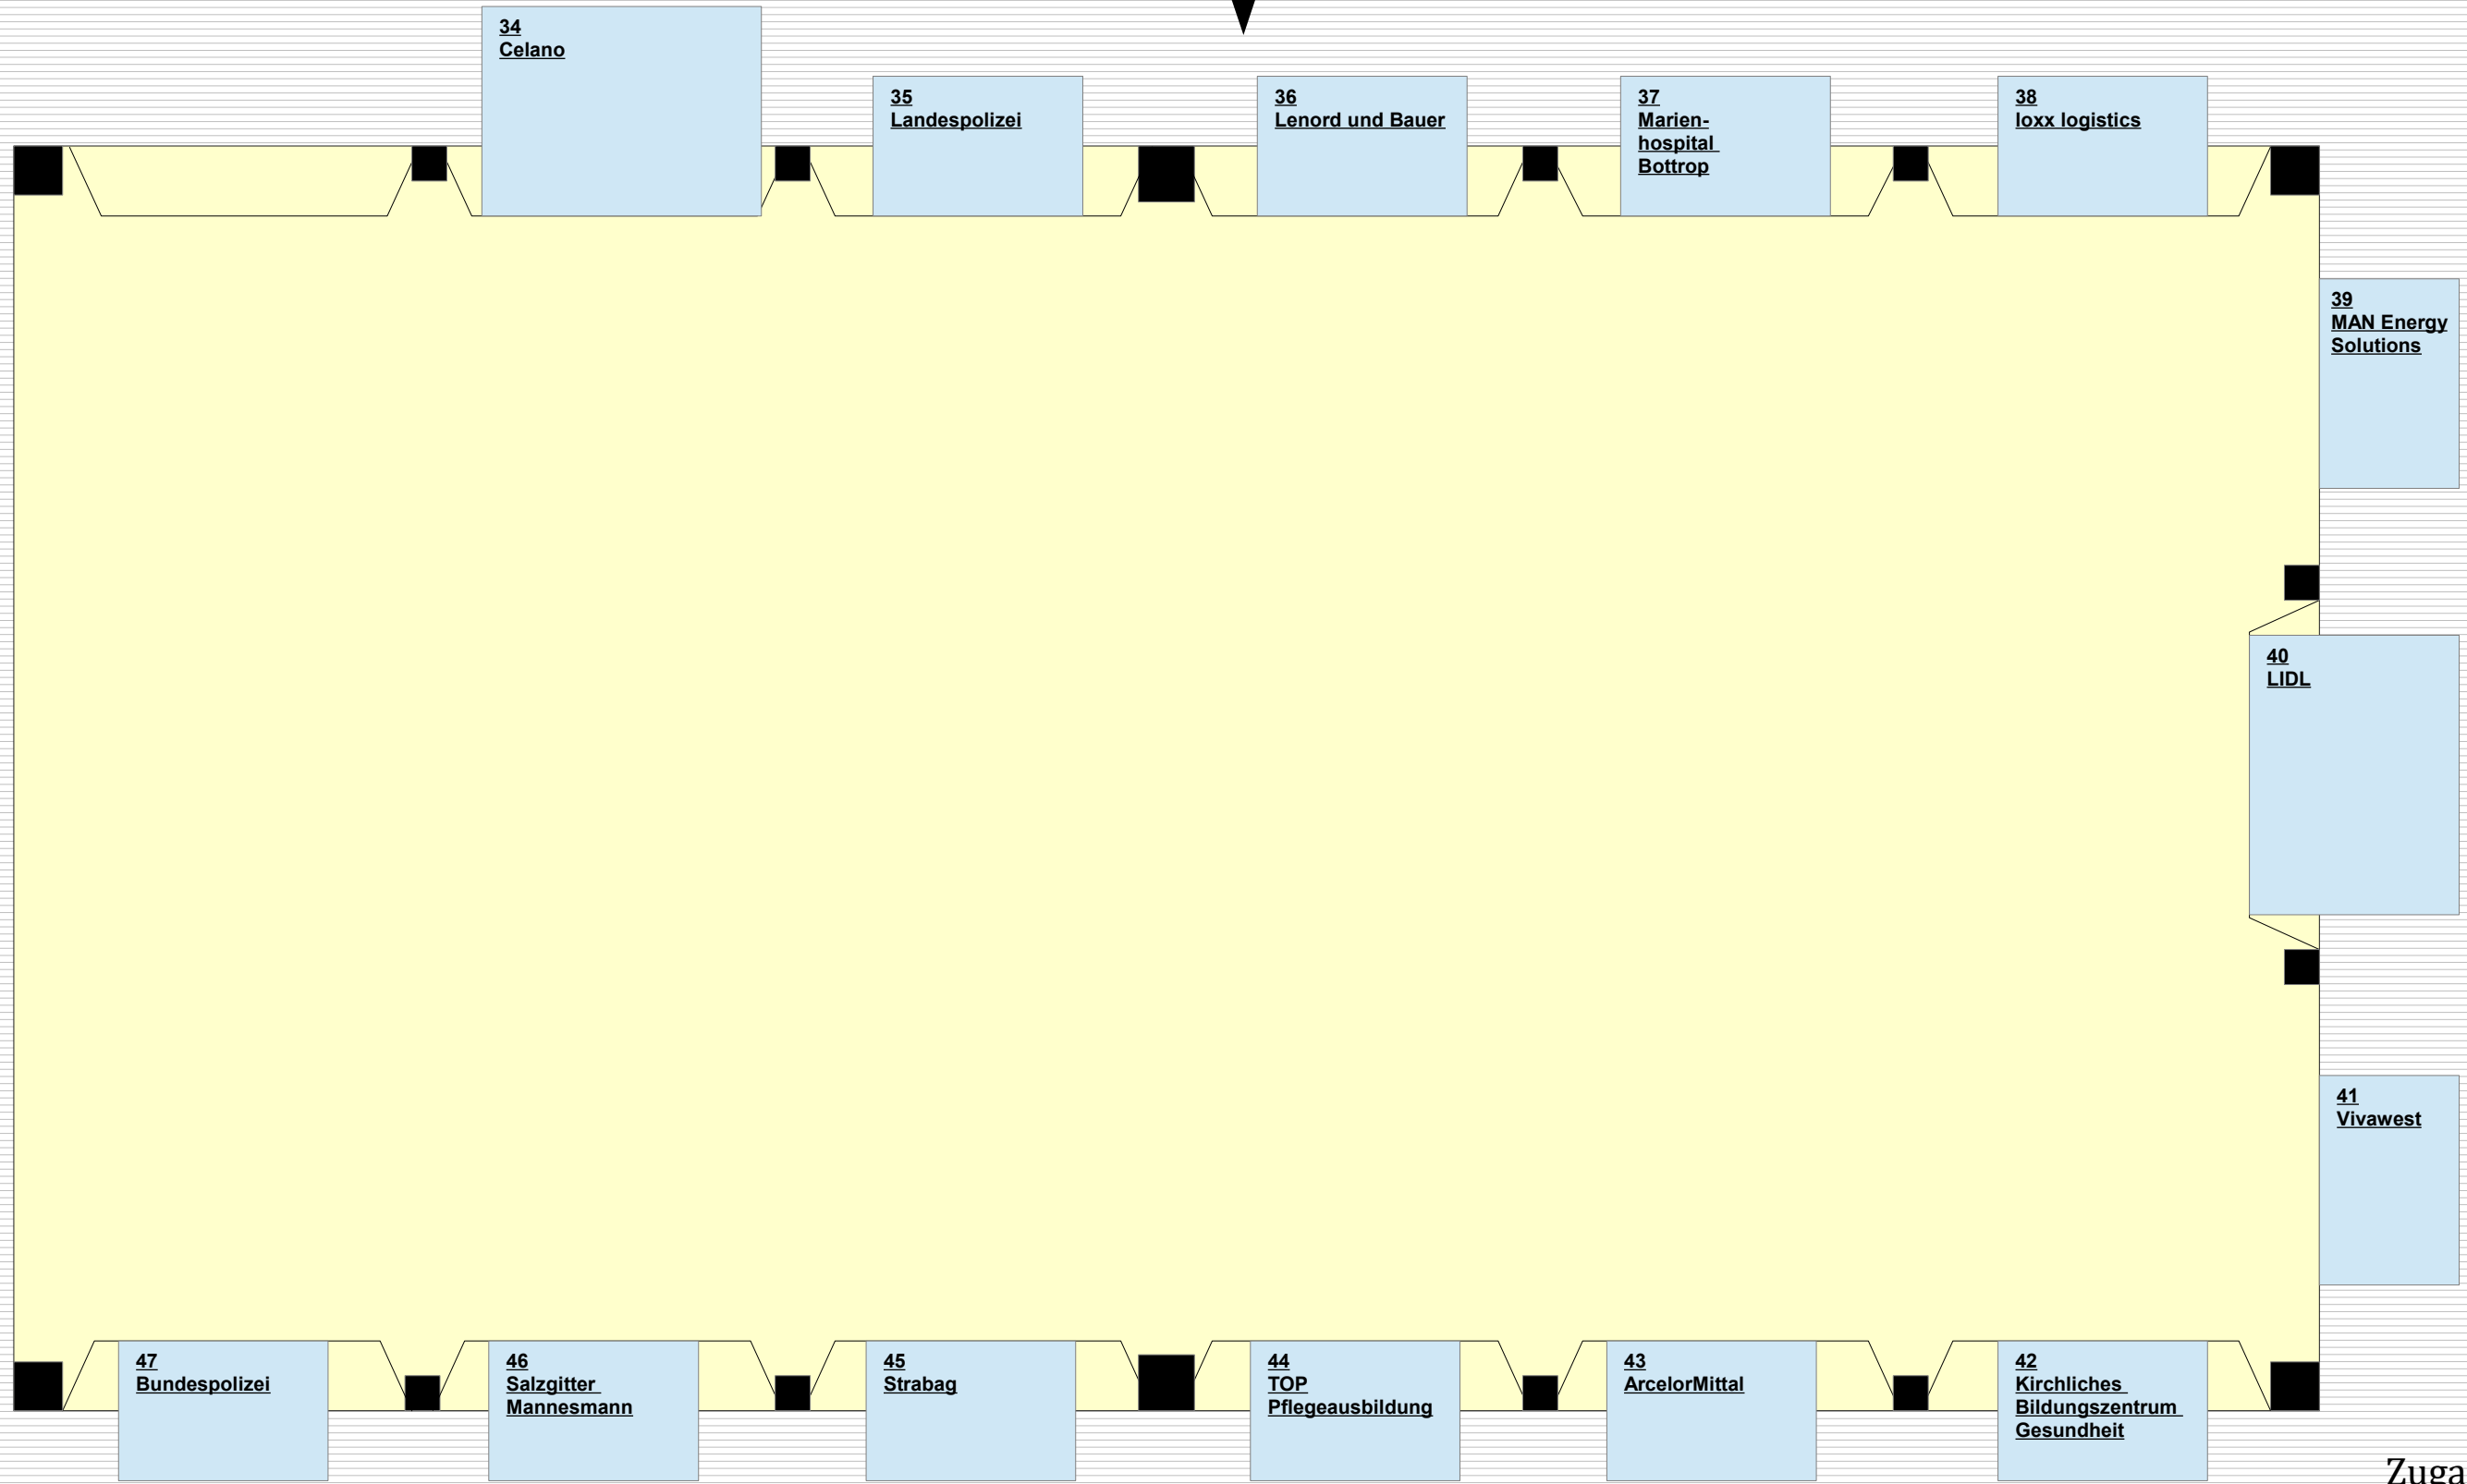 34
Celano
35
Landespolizei
36
Lenord und Bauer
37
Marien-
hospital
Bottrop
38
loxx logistics
39
MAN Energy
Solutions
40
LIDL
41
Vivawest
47
Bundespolizei
46
Salzgitter
Mannesmann
45
Strabag
44
TOP
Pflegeausbildung
43
ArcelorMittal
42
Kirchliches
Bildungszentrum
Gesundheit
Zuga